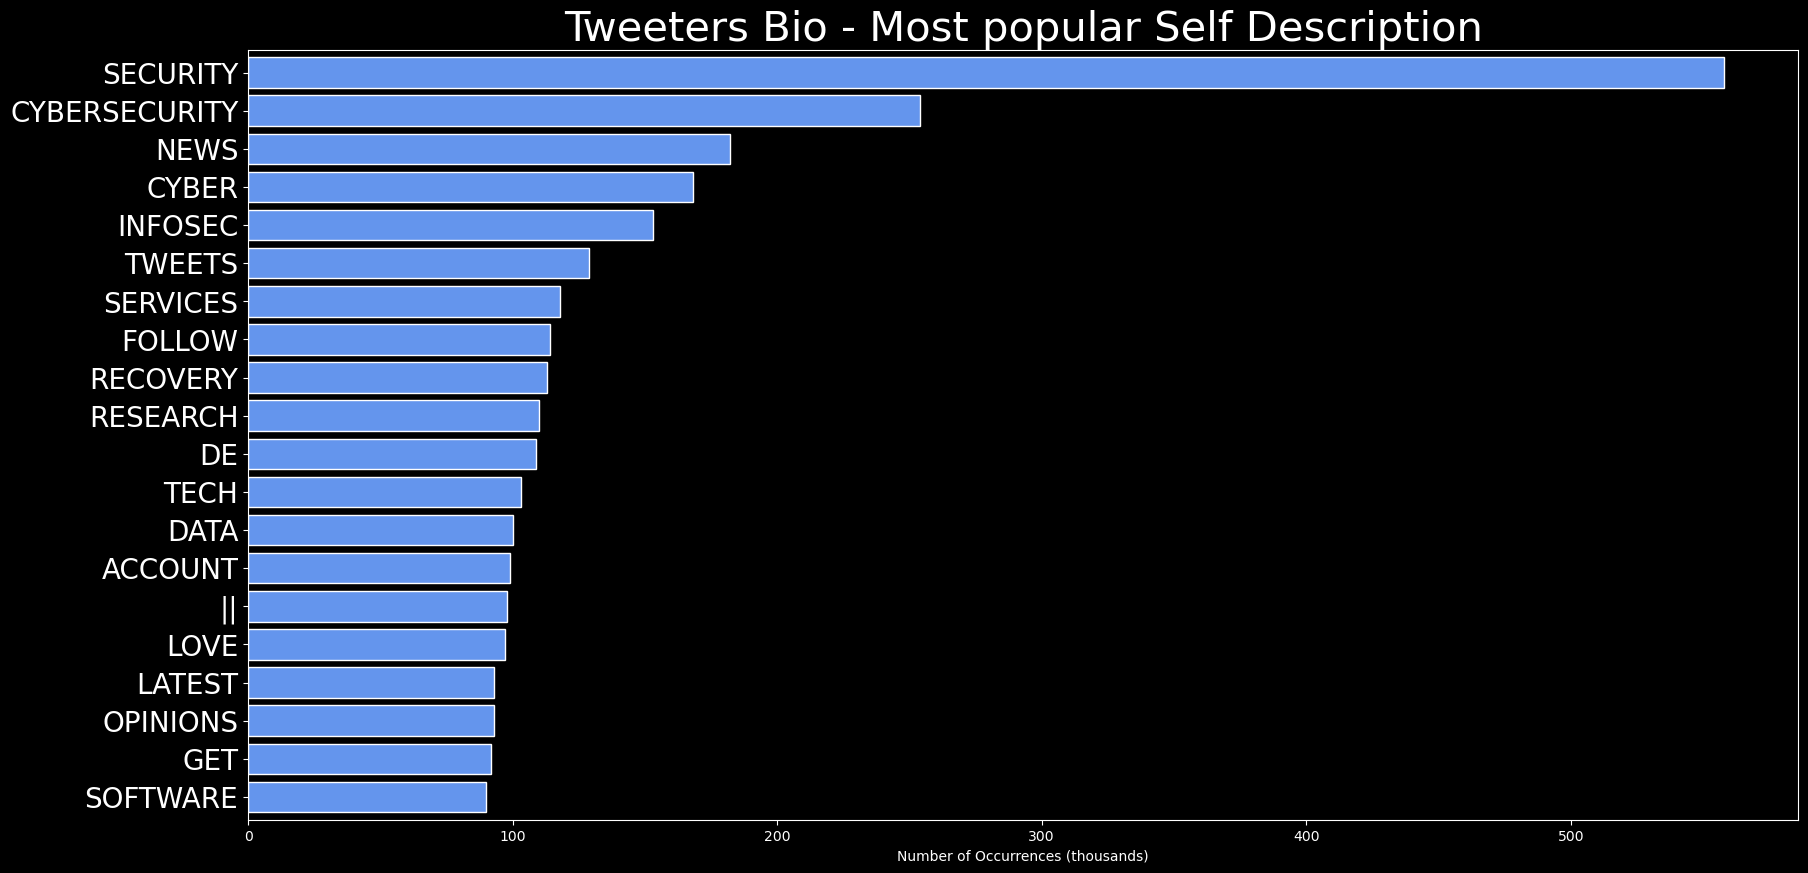 Tweeters Bio - Most popular Self Description
SECURITY
CYBERSECURITY
NEWS
CYBER
INFOSEC
TWEETS
SERVICES
FOLLOW
RECOVERY
RESEARCH
DE
TECH
DATA
ACCOUNT
||
LOVE
LATEST
OPINIONS
GET
SOFTWARE
0 100 200 300 400 500
Number of Occurrences (thousands)